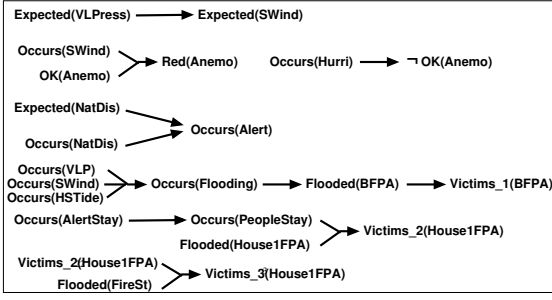 Expected(VLPress) Expected(SWind)
Occurs(SWind)
OK(Anemo) Red(Anemo) Occurs(Hurri) ¬ OK(Anemo)
Expected(NatDis)
Occurs(NatDis) Occurs(Alert)
Occurs(VLP)
Occurs(SWind) Occurs(Flooding) Flooded(BFPA) Victims_1(BFPA)
Occurs(HSTide)
Occurs(AlertStay) Occurs(PeopleStay)
Flooded(House1FPA) Victims_2(House1FPA)
Victims_2(House1FPA)
Flooded(FireSt) Victims_3(House1FPA)